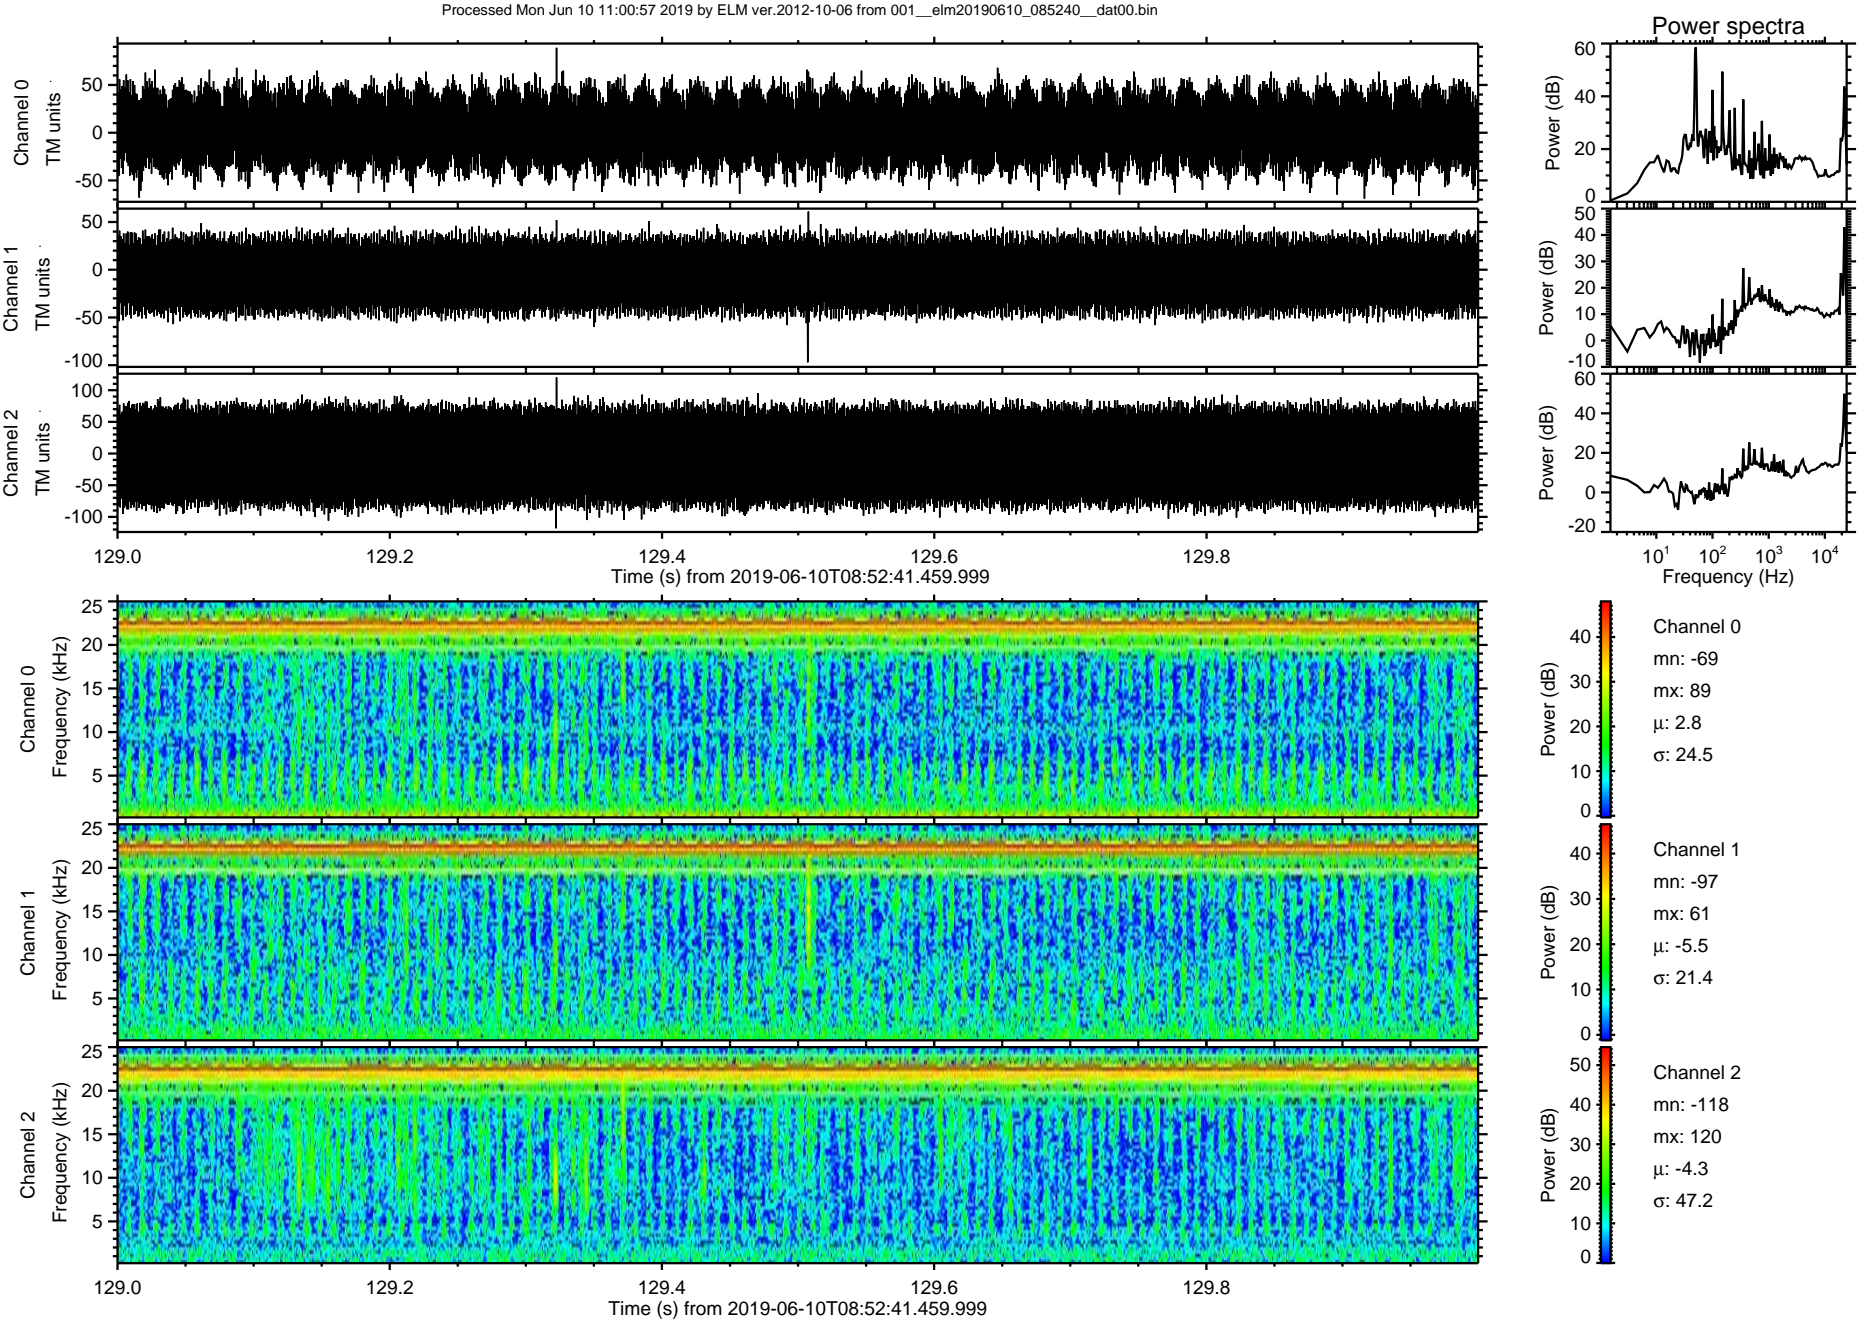 Processed Mon Jun 10 11:00:57 2019 by ELM ver.2012-10-06 from 001__elm20190610_085240__dat00.bin
Power spectra
Channel 0
TM units
50
0
-50
Power (dB)
60
40
20
0
Channel 1
TM units
50
0
-50
-100
Power (dB)
50
40
30
20
10
0
-10
Channel 2
TM units
100
50
0
-50
-100
Power (dB)
60
40
20
0
-20
129.0 129.2 129.4 129.6 129.8
Time (s) from 2019-06-10T08:52:41.459.999
10^1 10^2 10^3 10^4
Frequency (Hz)
Channel 0
Frequency (kHz)
25
20
15
10
5
Power (dB)
40
30
20
10
0
Channel 0
mn: -69
mx: 89
μ: 2.8
σ: 24.5
Channel 1
Frequency (kHz)
25
20
15
10
5
Power (dB)
40
30
20
10
0
Channel 1
mn: -97
mx: 61
μ: -5.5
σ: 21.4
Channel 2
Frequency (kHz)
25
20
15
10
5
Power (dB)
50
40
30
20
10
0
Channel 2
mn: -118
mx: 120
μ: -4.3
σ: 47.2
129.0 129.2 129.4 129.6 129.8
Time (s) from 2019-06-10T08:52:41.459.999